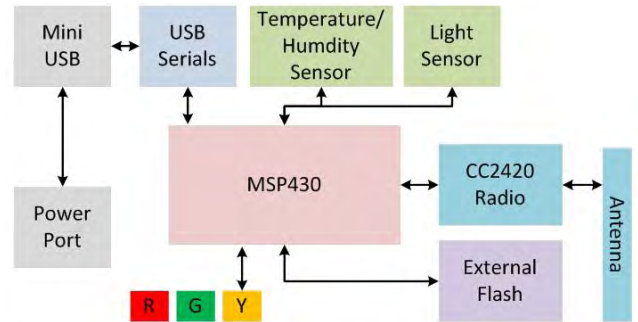 Mini
USB
USB
Serials
Temperature/
Humdity
Sensor
Light
Sensor
MSP430
CC2420
Radio
Antenna
Power
Port
External
Flash
R
G
Y